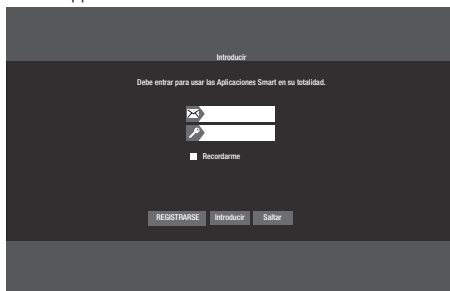 Introducir
Debe entrar para usar las Aplicaciones Smart en su totalidad.
Recordarme
REGISTRARSE Introducir Saltar